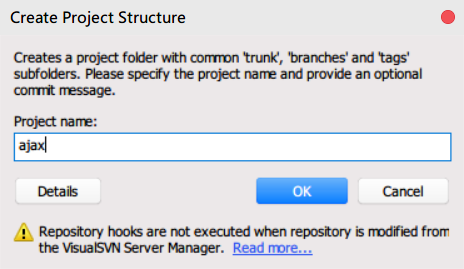 Create Project Structure
Creates a project folder with common 'trunk', 'branches' and 'tags'
subfolders. Please specify the project name and provide an optional
commit message.
Project name:
ajax
Details
OK
Cancel
Repository hooks are not executed when repository is modified from
the VisualSVN Server Manager. Read more...